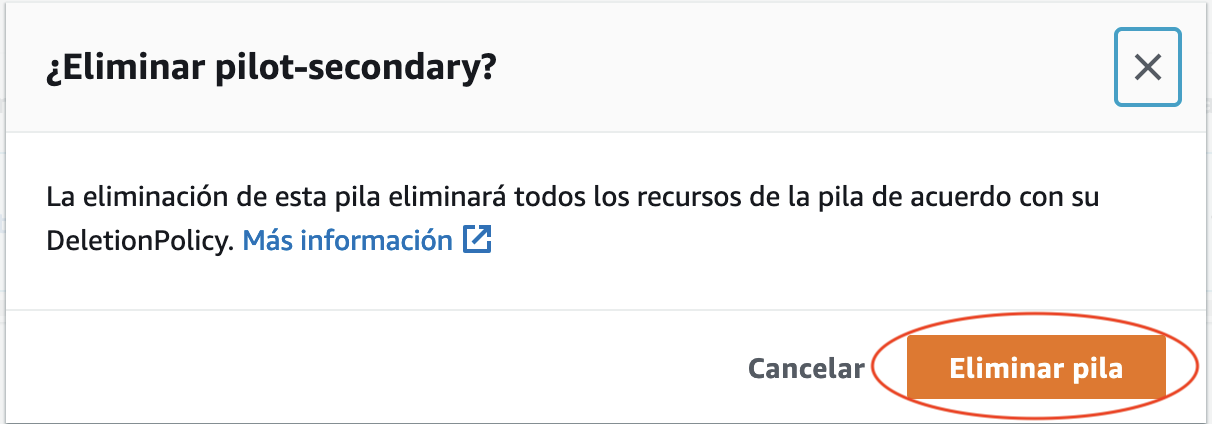 ¿Eliminar pilot-secondary?
La eliminación de esta pila eliminará todos los recursos de la pila de acuerdo con su
DeletionPolicy. Más información
Cancelar
Eliminar pila